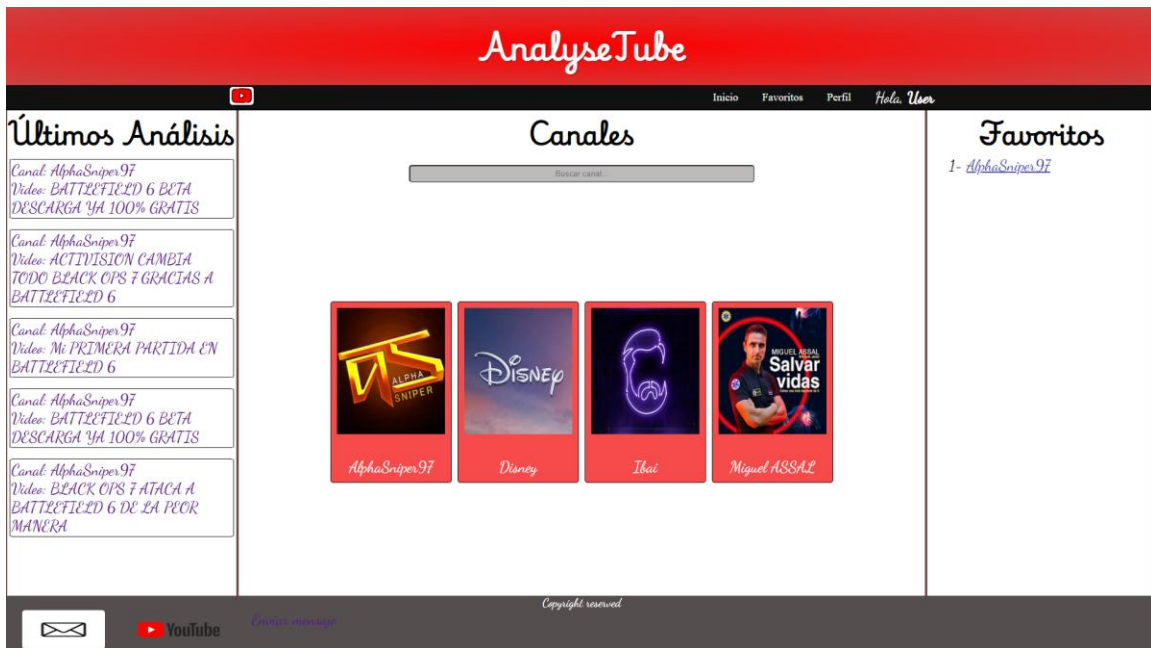 AnalyseTube
Inicio Favoritos Perfil Hola, User
Últimos Análisis
Canal: AlphaSniper97
Video: BATTLEFIELD 6 BETA
DESCARGA YA 100% GRATIS
Canal: AlphaSniper97
Video: ACTIVISION CAMBIA
TODO BLACK OPS 7 GRACIAS A
BATTLEFIELD 6
Canal: AlphaSniper97
Video: Mi PRIMERA PARTIDA EN
BATTLEFIELD 6
Canal: AlphaSniper97
Video: BATTLEFIELD 6 BETA
DESCARGA YA 100% GRATIS
Canal: AlphaSniper97
Video: BLACK OPS 7 ATACA A
BATTLEFIELD 6 DE LA PEOR
MANERA
Canales
Buscar canal...
ALPHA
SNIPER
AlphaSniper97
Disney
Disney
Ibai
MIGUEL ASSAL
Salvar
vidas
Miguel ASSAL
Favoritos
1- AlphaSniper97
Copyright reserved
YouTube
Enviar mensaje